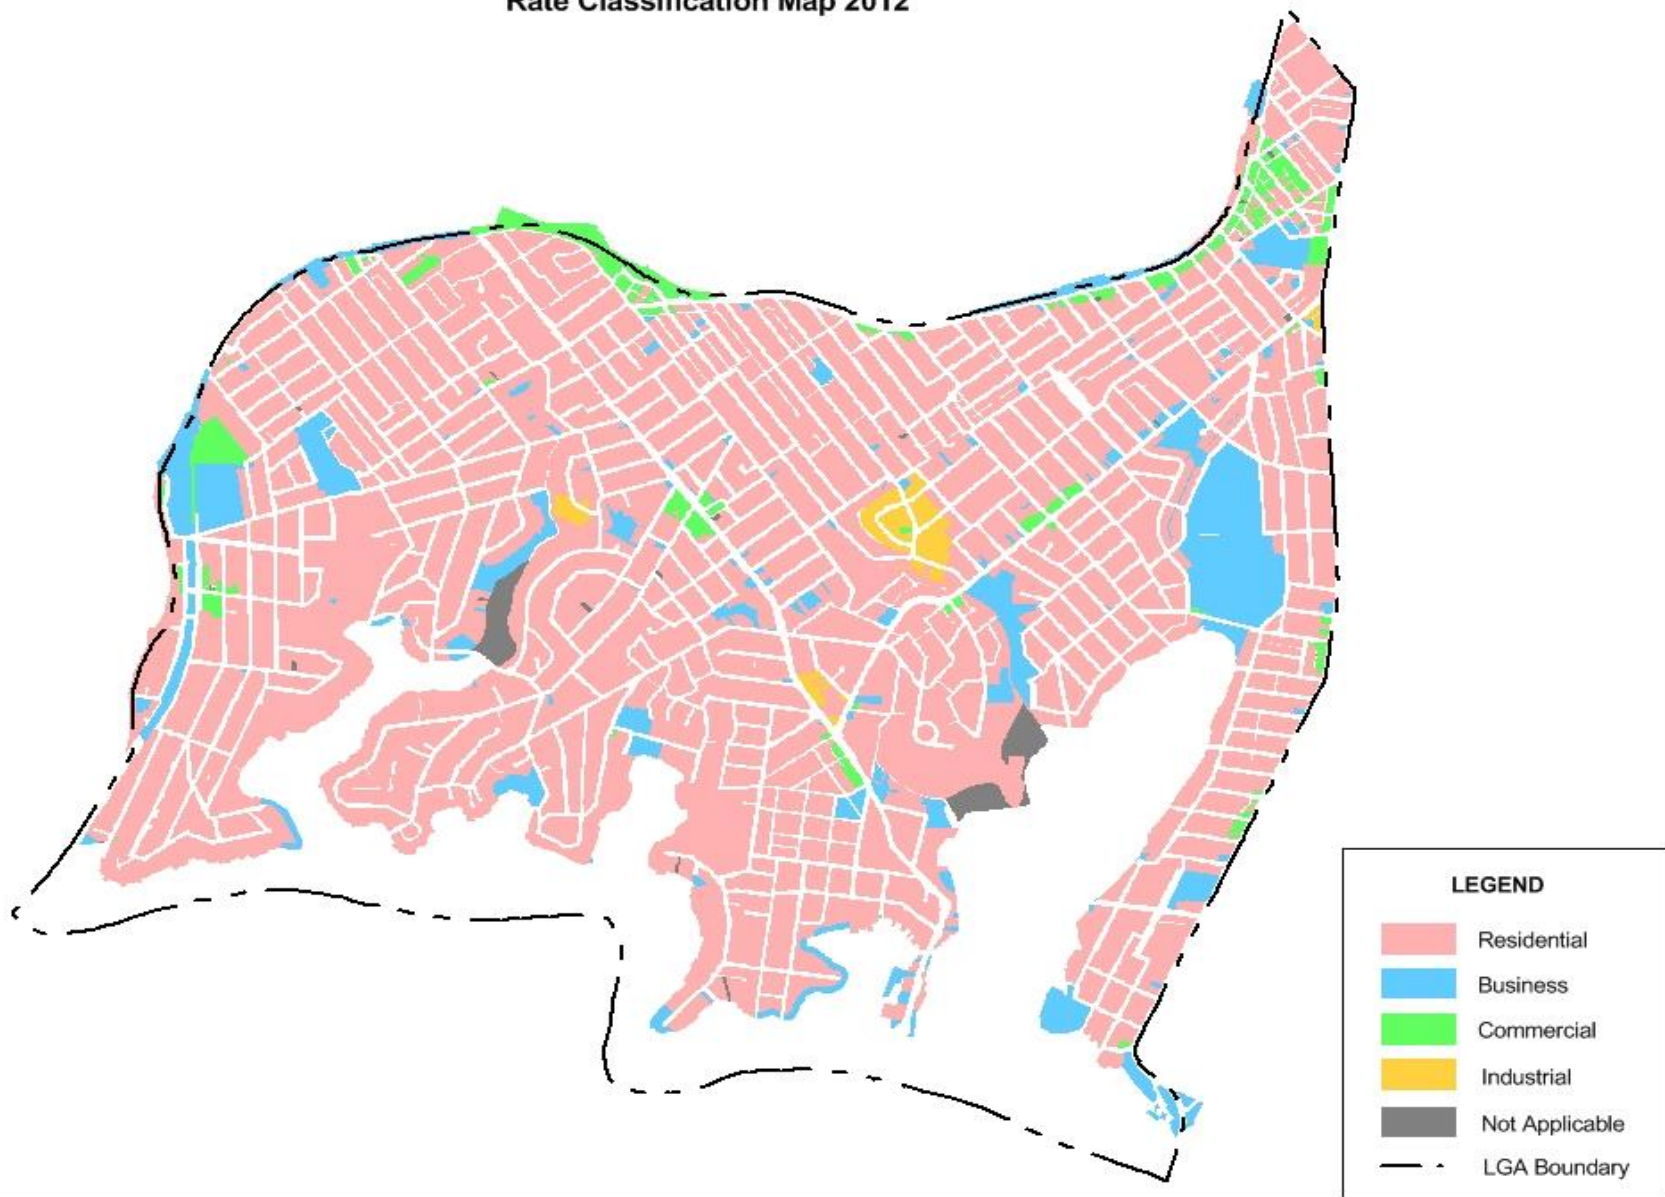 Rate Classification Map 2012
LEGEND
Residential
Business
Commercial
Industrial
Not Applicable
LGA Boundary